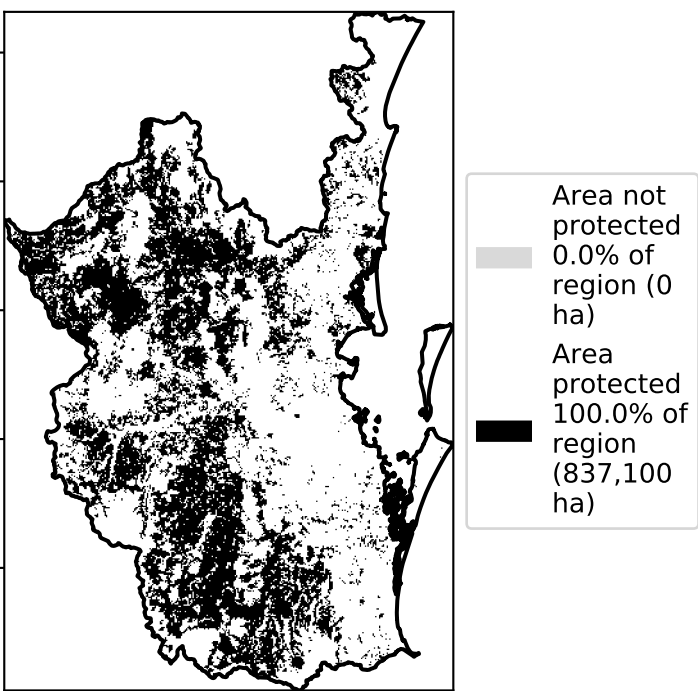 Area not
protected
0.0% of
region (0
ha)
Area
protected
100.0% of
region
(837,100
ha)